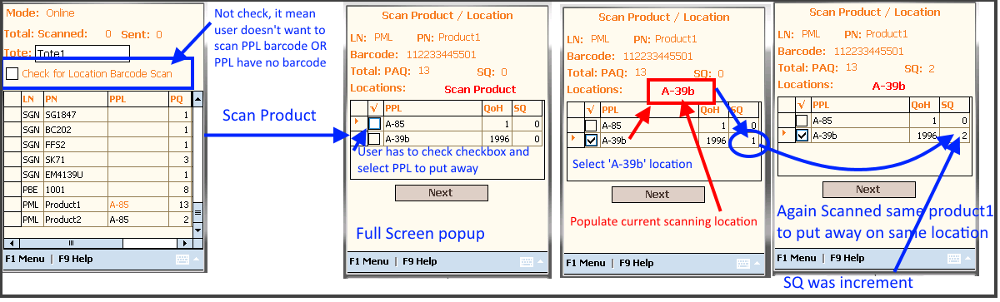 Mode: Online
Total: Scanned: 0 Sent: 0
Tote: Tote1
Check for Location Barcode Scan
LN PN PPL PQ
SGN SG1847 1
SGN BC202 1
SGN FFS2 1
SGN SK71 3
SGN EM4139U 1
PBE 1001 8
PML Product1 A-85 13
PML Product2 A-85 2
F1 Menu | F9 Help
Not check, it mean
user doesn't want to
scan PPL barcode OR
PPL have no barcode
Scan Product
Scan Product / Location
LN: PML PN: Product1
Barcode: 112233445501
Total: PAQ: 13 SQ: 0
Locations: Scan Product
√ PPL QoH SQ
A-85 1 0
A-39b 1996 0
User has to check checkbox and
select PPL to put away
Next
Full Screen popup
F1 Menu | F9 Help
Scan Product / Location
LN: PML PN: Product1
Barcode: 112233445501
Total: PAQ: 13 SQ: 0
Locations: A-39b
√ PPL QoH SQ
A-85 1 0
A-39b 1996 1
Select 'A-39b' location
Next
Populate current scanning location
F1 Menu | F9 Help
Scan Product / Location
LN: PML PN: Product1
Barcode: 112233445501
Total: PAQ: 13 SQ: 2
Locations: A-39b
√ PPL QoH SQ
A-85 1 0
A-39b 1996 2
Next
Again Scanned same product1
to put away on same location
F1 Menu | F9 Help
SQ was increment